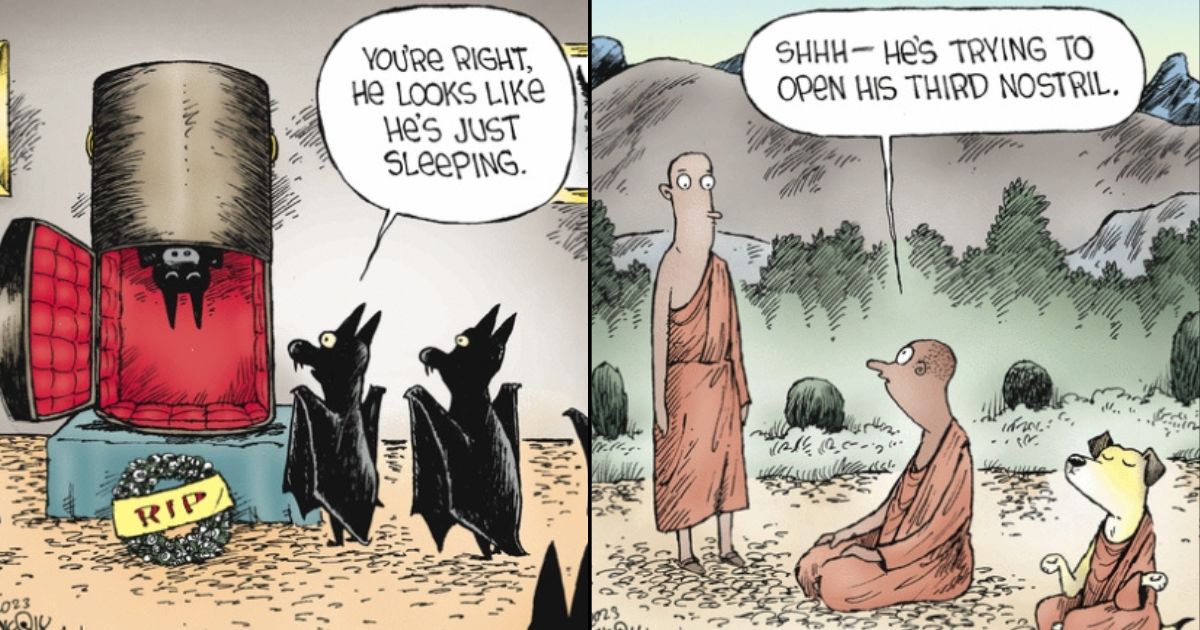 YOU'RE RIGHT,
HE LOOKS LIKE
HE'S JUST
SLEEPING.
RIP
SHHH — HE'S TRYING TO
OPEN HIS THIRD NOSTRIL.